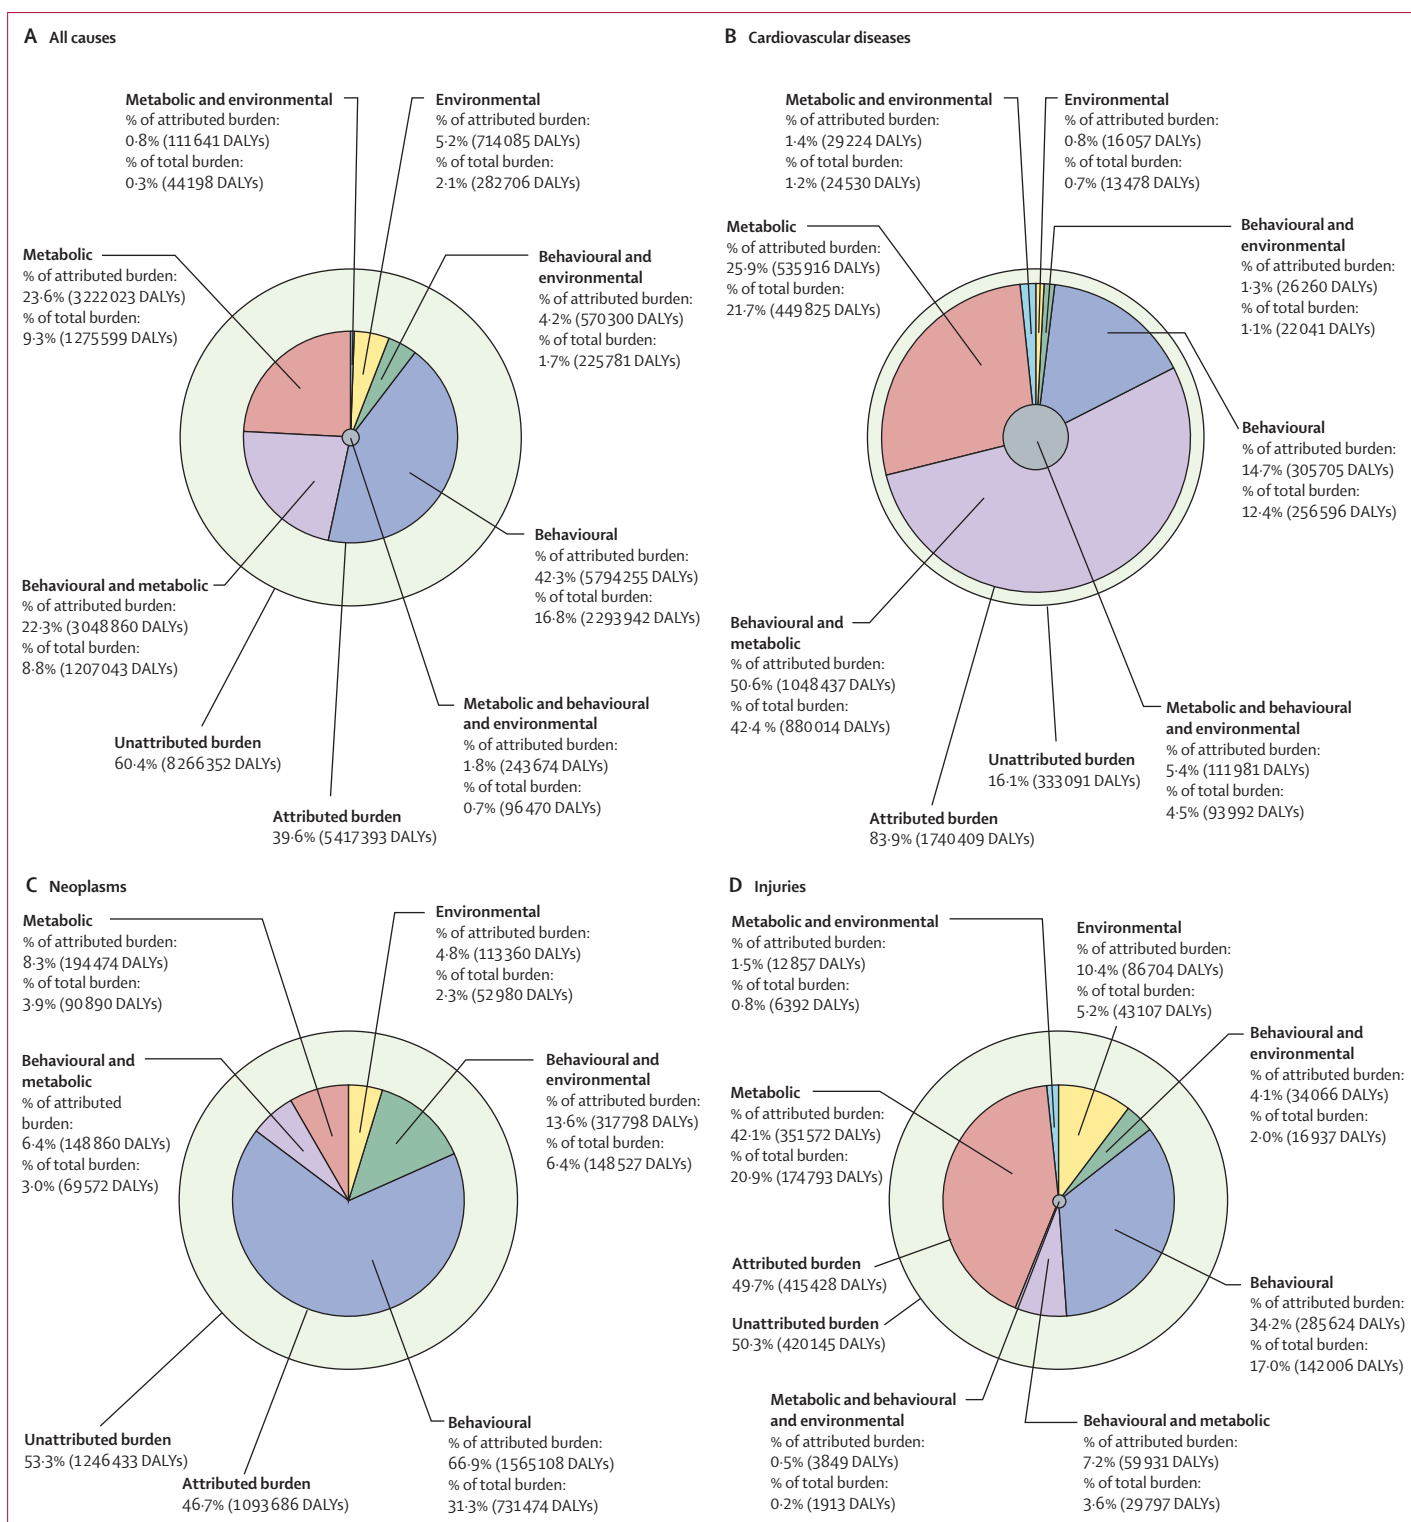 A All causes
Metabolic and environmental
% of attributed burden:
0·8% (111 641 DALYs)
% of total burden:
0·3% (44 198 DALYs)
Environmental
% of attributed burden:
5·2% (714 085 DALYs)
% of total burden:
2·1% (282 706 DALYs)
Metabolic
% of attributed burden:
23·6% (3 222 023 DALYs)
% of total burden:
9·3% (1 275 599 DALYs)
Behavioural and
environmental
% of attributed burden:
4·2% (570 300 DALYs)
% of total burden:
1·7% (225 781 DALYs)
Behavioural
% of attributed burden:
42·3% (5 794 255 DALYs)
% of total burden:
16·8% (2 293 942 DALYs)
Behavioural and metabolic
% of attributed burden:
22·3% (3 048 860 DALYs)
% of total burden:
8·8% (1 207 043 DALYs)
Metabolic and behavioural
and environmental
% of attributed burden:
1·8% (243 674 DALYs)
% of total burden:
0·7% (96 470 DALYs)
Unattributed burden
60·4% (8 266 352 DALYs)
Attributed burden
39·6% (5 417 393 DALYs)
B Cardiovascular diseases
Metabolic and environmental
% of attributed burden:
1·4% (29 224 DALYs)
% of total burden:
1·2% (24 530 DALYs)
Environmental
% of attributed burden:
0·8% (16 057 DALYs)
% of total burden:
0·7% (13 478 DALYs)
Metabolic
% of attributed burden:
25·9% (535 916 DALYs)
% of total burden:
21·7% (449 825 DALYs)
Behavioural and
environmental
% of attributed burden:
1·3% (26 260 DALYs)
% of total burden:
1·1% (22 041 DALYs)
Behavioural
% of attributed burden:
14·7% (305 705 DALYs)
% of total burden:
12·4% (256 596 DALYs)
Behavioural and
metabolic
% of attributed burden:
50·6% (1 048 437 DALYs)
% of total burden:
42·4 % (880 014 DALYs)
Metabolic and behavioural
and environmental
% of attributed burden:
5·4% (111 981 DALYs)
% of total burden:
4·5% (93 992 DALYs)
Unattributed burden
16·1% (333 091 DALYs)
Attributed burden
83·9% (1 740 409 DALYs)
C Neoplasms
Metabolic
% of attributed burden:
8·3% (194 474 DALYs)
% of total burden:
3·9% (90 890 DALYs)
Environmental
% of attributed burden:
4·8% (113 360 DALYs)
% of total burden:
2·3% (52 980 DALYs)
Behavioural and
metabolic
% of attributed
burden:
6·4% (148 860 DALYs)
% of total burden:
3·0% (69 572 DALYs)
Behavioural and
environmental
% of attributed burden:
13·6% (317 798 DALYs)
% of total burden:
6·4% (148 527 DALYs)
Unattributed burden
53·3% (1 246 433 DALYs)
Attributed burden
46·7% (1 093 686 DALYs)
Behavioural
% of attributed burden:
66·9% (1 565 108 DALYs)
% of total burden:
31·3% (731 474 DALYs)
D Injuries
Metabolic and environmental
% of attributed burden:
1·5% (12 857 DALYs)
% of total burden:
0·8% (6392 DALYs)
Environmental
% of attributed burden:
10·4% (86 704 DALYs)
% of total burden:
5·2% (43 107 DALYs)
Behavioural and
environmental
% of attributed burden:
4·1% (34 066 DALYs)
% of total burden:
2·0% (16 937 DALYs)
Metabolic
% of attributed burden:
42·1% (351 572 DALYs)
% of total burden:
20·9% (174 793 DALYs)
Attributed burden
49·7% (415 428 DALYs)
Unattributed burden
50·3% (420 145 DALYs)
Behavioural
% of attributed burden:
34·2% (285 624 DALYs)
% of total burden:
17·0% (142 006 DALYs)
Metabolic and behavioural
and environmental
% of attributed burden:
0·5% (3849 DALYs)
% of total burden:
0·2% (1913 DALYs)
Behavioural and metabolic
% of attributed burden:
7·2% (59 931 DALYs)
% of total burden:
3·6% (29 797 DALYs)